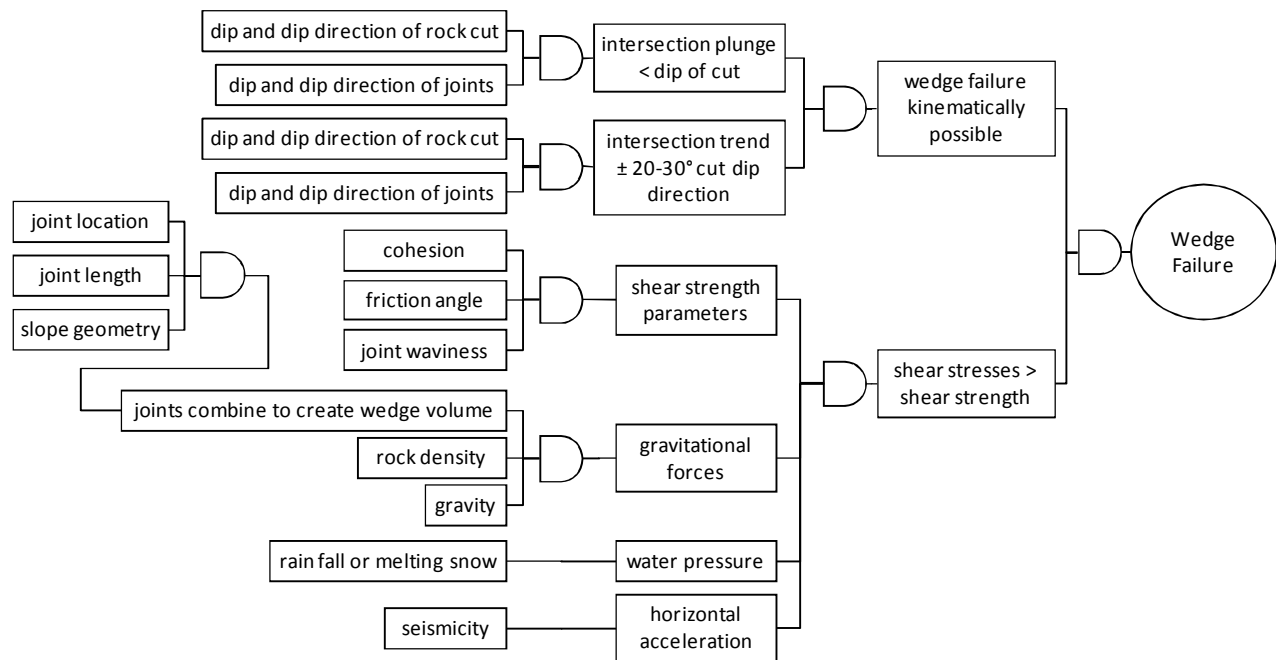 dip and dip direction of rock cut
dip and dip direction of joints
intersection plunge
< dip of cut
dip and dip direction of rock cut
dip and dip direction of joints
intersection trend
± 20-30° cut dip
direction
wedge failure
kinematically
possible
joint location
joint length
slope geometry
cohesion
friction angle
joint waviness
shear strength
parameters
joints combine to create wedge volume
rock density
gravity
gravitational
forces
rain fall or melting snow
water pressure
seismicity
horizontal
acceleration
shear stresses >
shear strength
Wedge
Failure